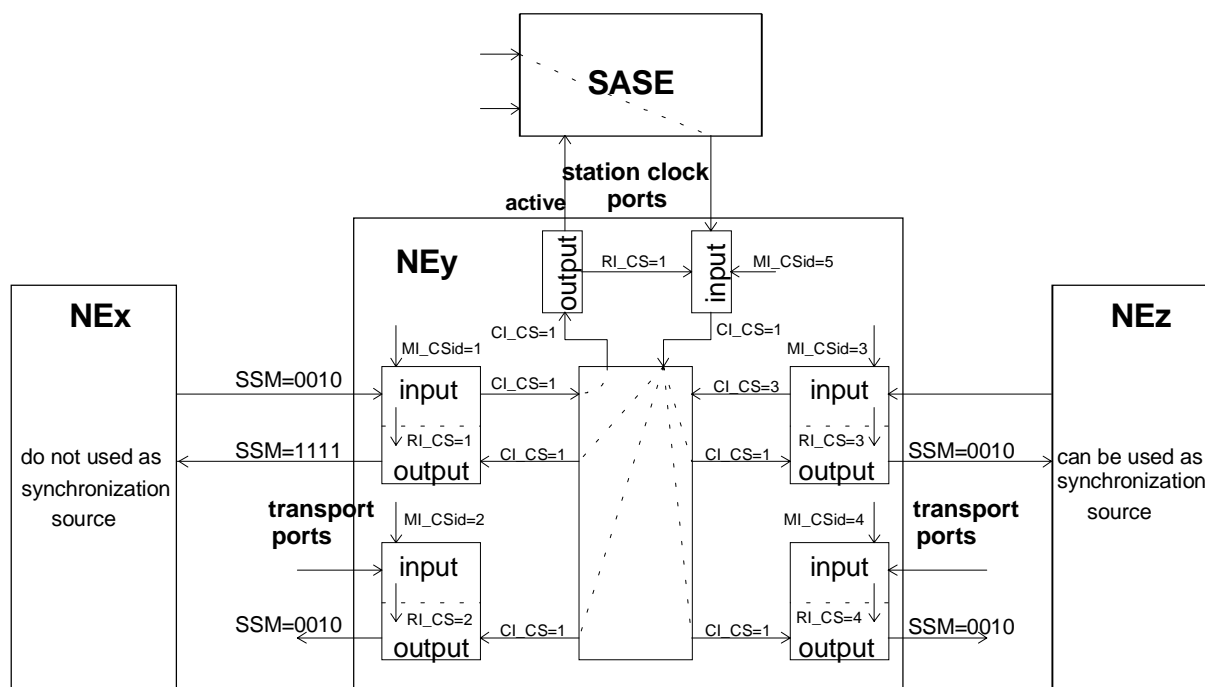 SASE
station clock
ports
active
output
RI_CS=1
input
MI_CSid=5
NEy
NEx
NEz
CI_CS=1
CI_CS=1
MI_CSid=1
MI_CSid=3
SSM=0010
input
CI_CS=1
CI_CS=3
input
RI_CS=1
RI_CS=3
SSM=1111
output
CI_CS=1
CI_CS=1
output
SSM=0010
do not used as
synchronization
source
can be used as
synchronization
source
transport
ports
MI_CSid=2
MI_CSid=4
transport
ports
input
input
RI_CS=2
RI_CS=4
SSM=0010
output
CI_CS=1
CI_CS=1
output
SSM=0010